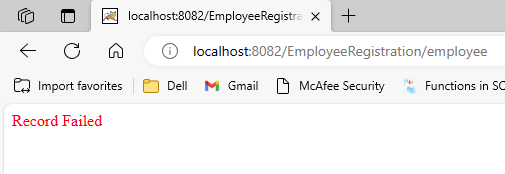 localhost:8082/EmployeeRegistra
localhost:8082/EmployeeRegistration/employee
Import favorites Dell Gmail McAfee Security Functions in SC
Record Failed